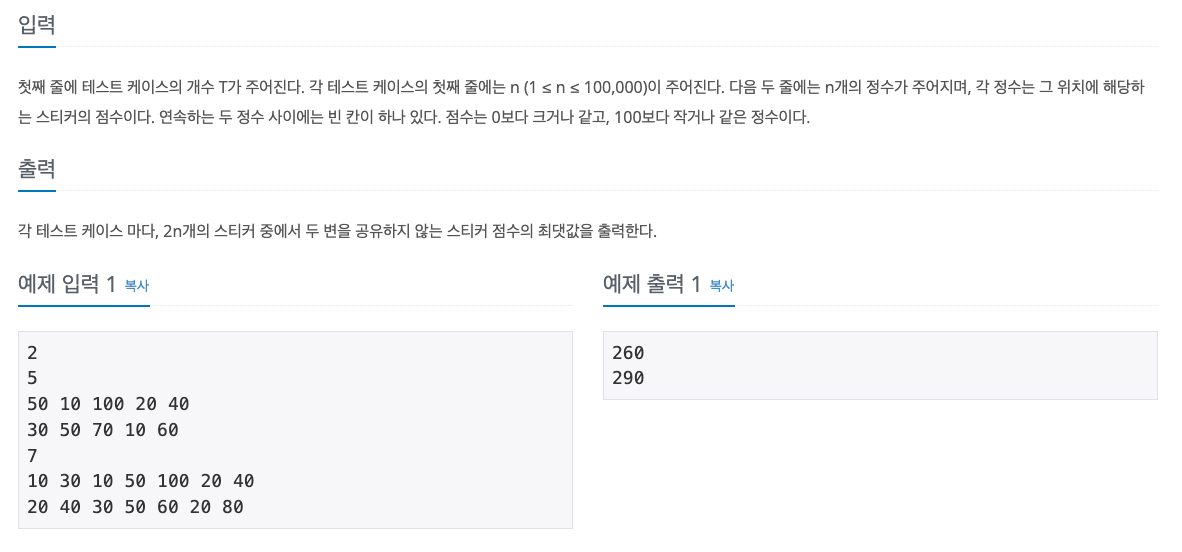 입력
첫째 줄에 테스트 케이스의 개수 T가 주어진다. 각 테스트 케이스의 첫째 줄에는 n (1 ≤ n ≤ 100,000)이 주어진다. 다음 두 줄에는 n개의 정수가 주어지며, 각 정수는 그 위치에 해당하
는 스티커의 점수이다. 연속하는 두 정수 사이에는 빈 칸이 하나 있다. 점수는 0보다 크거나 같고, 100보다 작거나 같은 정수이다.
출력
각 테스트 케이스 마다, 2n개의 스티커 중에서 두 변을 공유하지 않는 스티커 점수의 최댓값을 출력한다.
예제 입력 1 복사
2
5
50 10 100 20 40
30 50 70 10 60
7
10 30 10 50 100 20 40
20 40 30 50 60 20 80
예제 출력 1 복사
260
290